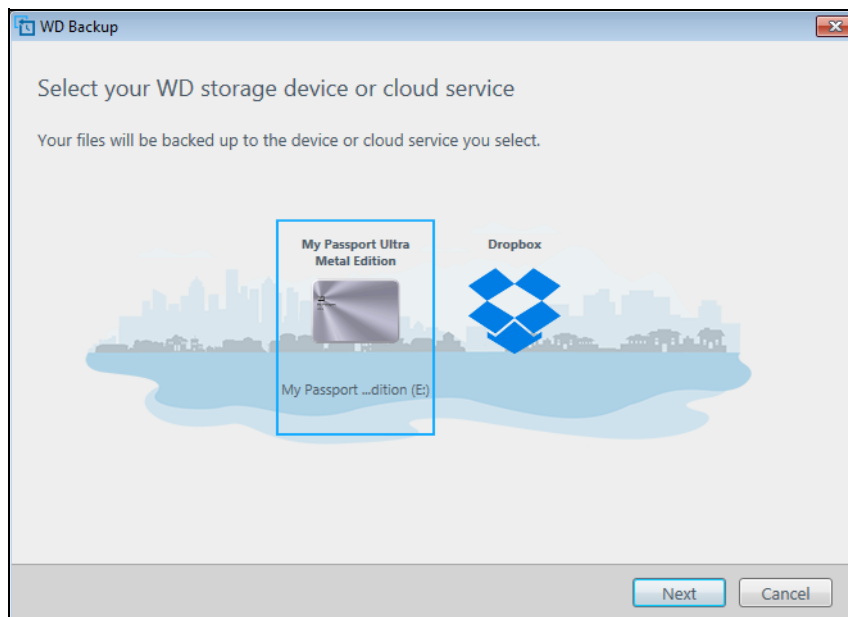 WD Backup
Select your WD storage device or cloud service
Your files will be backed up to the device or cloud service you select.
My Passport Ultra
Metal Edition
Dropbox
My Passport ...dition (E:)
Next
Cancel